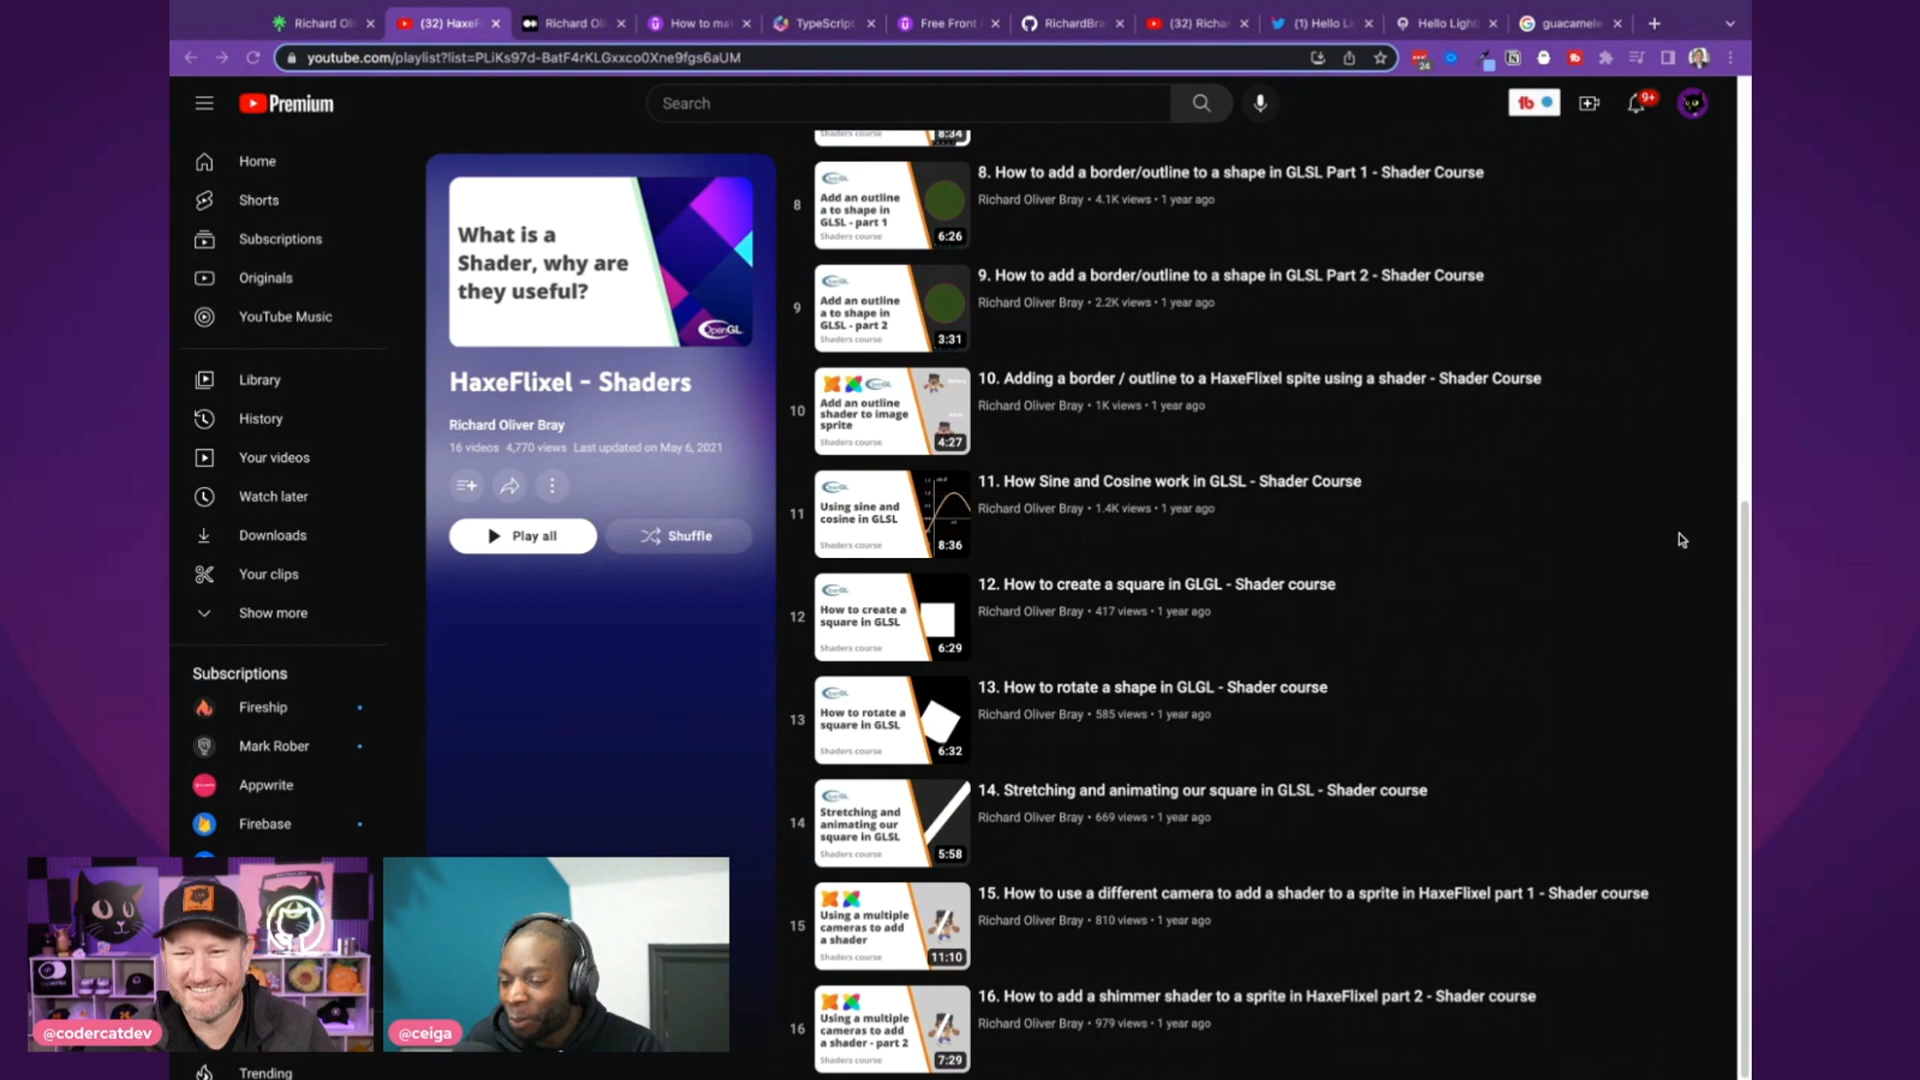 Richard Oli
(32) HaxeF
Richard Oli
How to mak
TypeScript
Free Front
RichardBra
(32) Richar
(1) Hello Li
Hello Light
guacamele
youtube.com/playlist?list=PLiKs97d-BatF4rKLGxxco0Xne9fgs6aUM
24
Premium
Search
9+
Home
Shorts
Subscriptions
Originals
YouTube Music
Library
History
Your videos
Watch later
Downloads
Your clips
Show more
Subscriptions
Fireship
Mark Rober
Appwrite
Firebase
Trending
What is a
Shader, why are
they useful?
OpenGL
HaxeFlixel - Shaders
Richard Oliver Bray
16 videos 4,770 views Last updated on May 6, 2021
Play all
Shuffle
Shaders course
8:34
8
Add an outline
a to shape in
GLSL - part 1
Shaders course
6:26
8. How to add a border/outline to a shape in GLSL Part 1 - Shader Course
Richard Oliver Bray • 4.1K views • 1 year ago
9
Add an outline
a to shape in
GLSL - part 2
Shaders course
3:31
9. How to add a border/outline to a shape in GLSL Part 2 - Shader Course
Richard Oliver Bray • 2.2K views • 1 year ago
10
Add an outline
shader to image
sprite
Shaders course
4:27
10. Adding a border / outline to a HaxeFlixel spite using a shader - Shader Course
Richard Oliver Bray • 1K views • 1 year ago
11
Using sine and
cosine in GLSL
Shaders course
8:36
11. How Sine and Cosine work in GLSL - Shader Course
Richard Oliver Bray • 1.4K views • 1 year ago
12
How to create a
square in GLSL
Shaders course
6:29
12. How to create a square in GLGL - Shader course
Richard Oliver Bray • 417 views • 1 year ago
13
How to rotate a
square in GLSL
Shaders course
6:32
13. How to rotate a shape in GLGL - Shader course
Richard Oliver Bray • 585 views • 1 year ago
14
Stretching and
animating our
square in GLSL
Shaders course
5:58
14. Stretching and animating our square in GLSL - Shader course
Richard Oliver Bray • 669 views • 1 year ago
15
Using a multiple
cameras to add
a shader
Shaders course
11:10
15. How to use a different camera to add a shader to a sprite in HaxeFlixel part 1 - Shader course
Richard Oliver Bray • 810 views • 1 year ago
16
Using a multiple
cameras to add
a shader - part 2
Shaders course
7:29
16. How to add a shimmer shader to a sprite in HaxeFlixel part 2 - Shader course
Richard Oliver Bray • 979 views • 1 year ago
@codercatdev
@ceiga